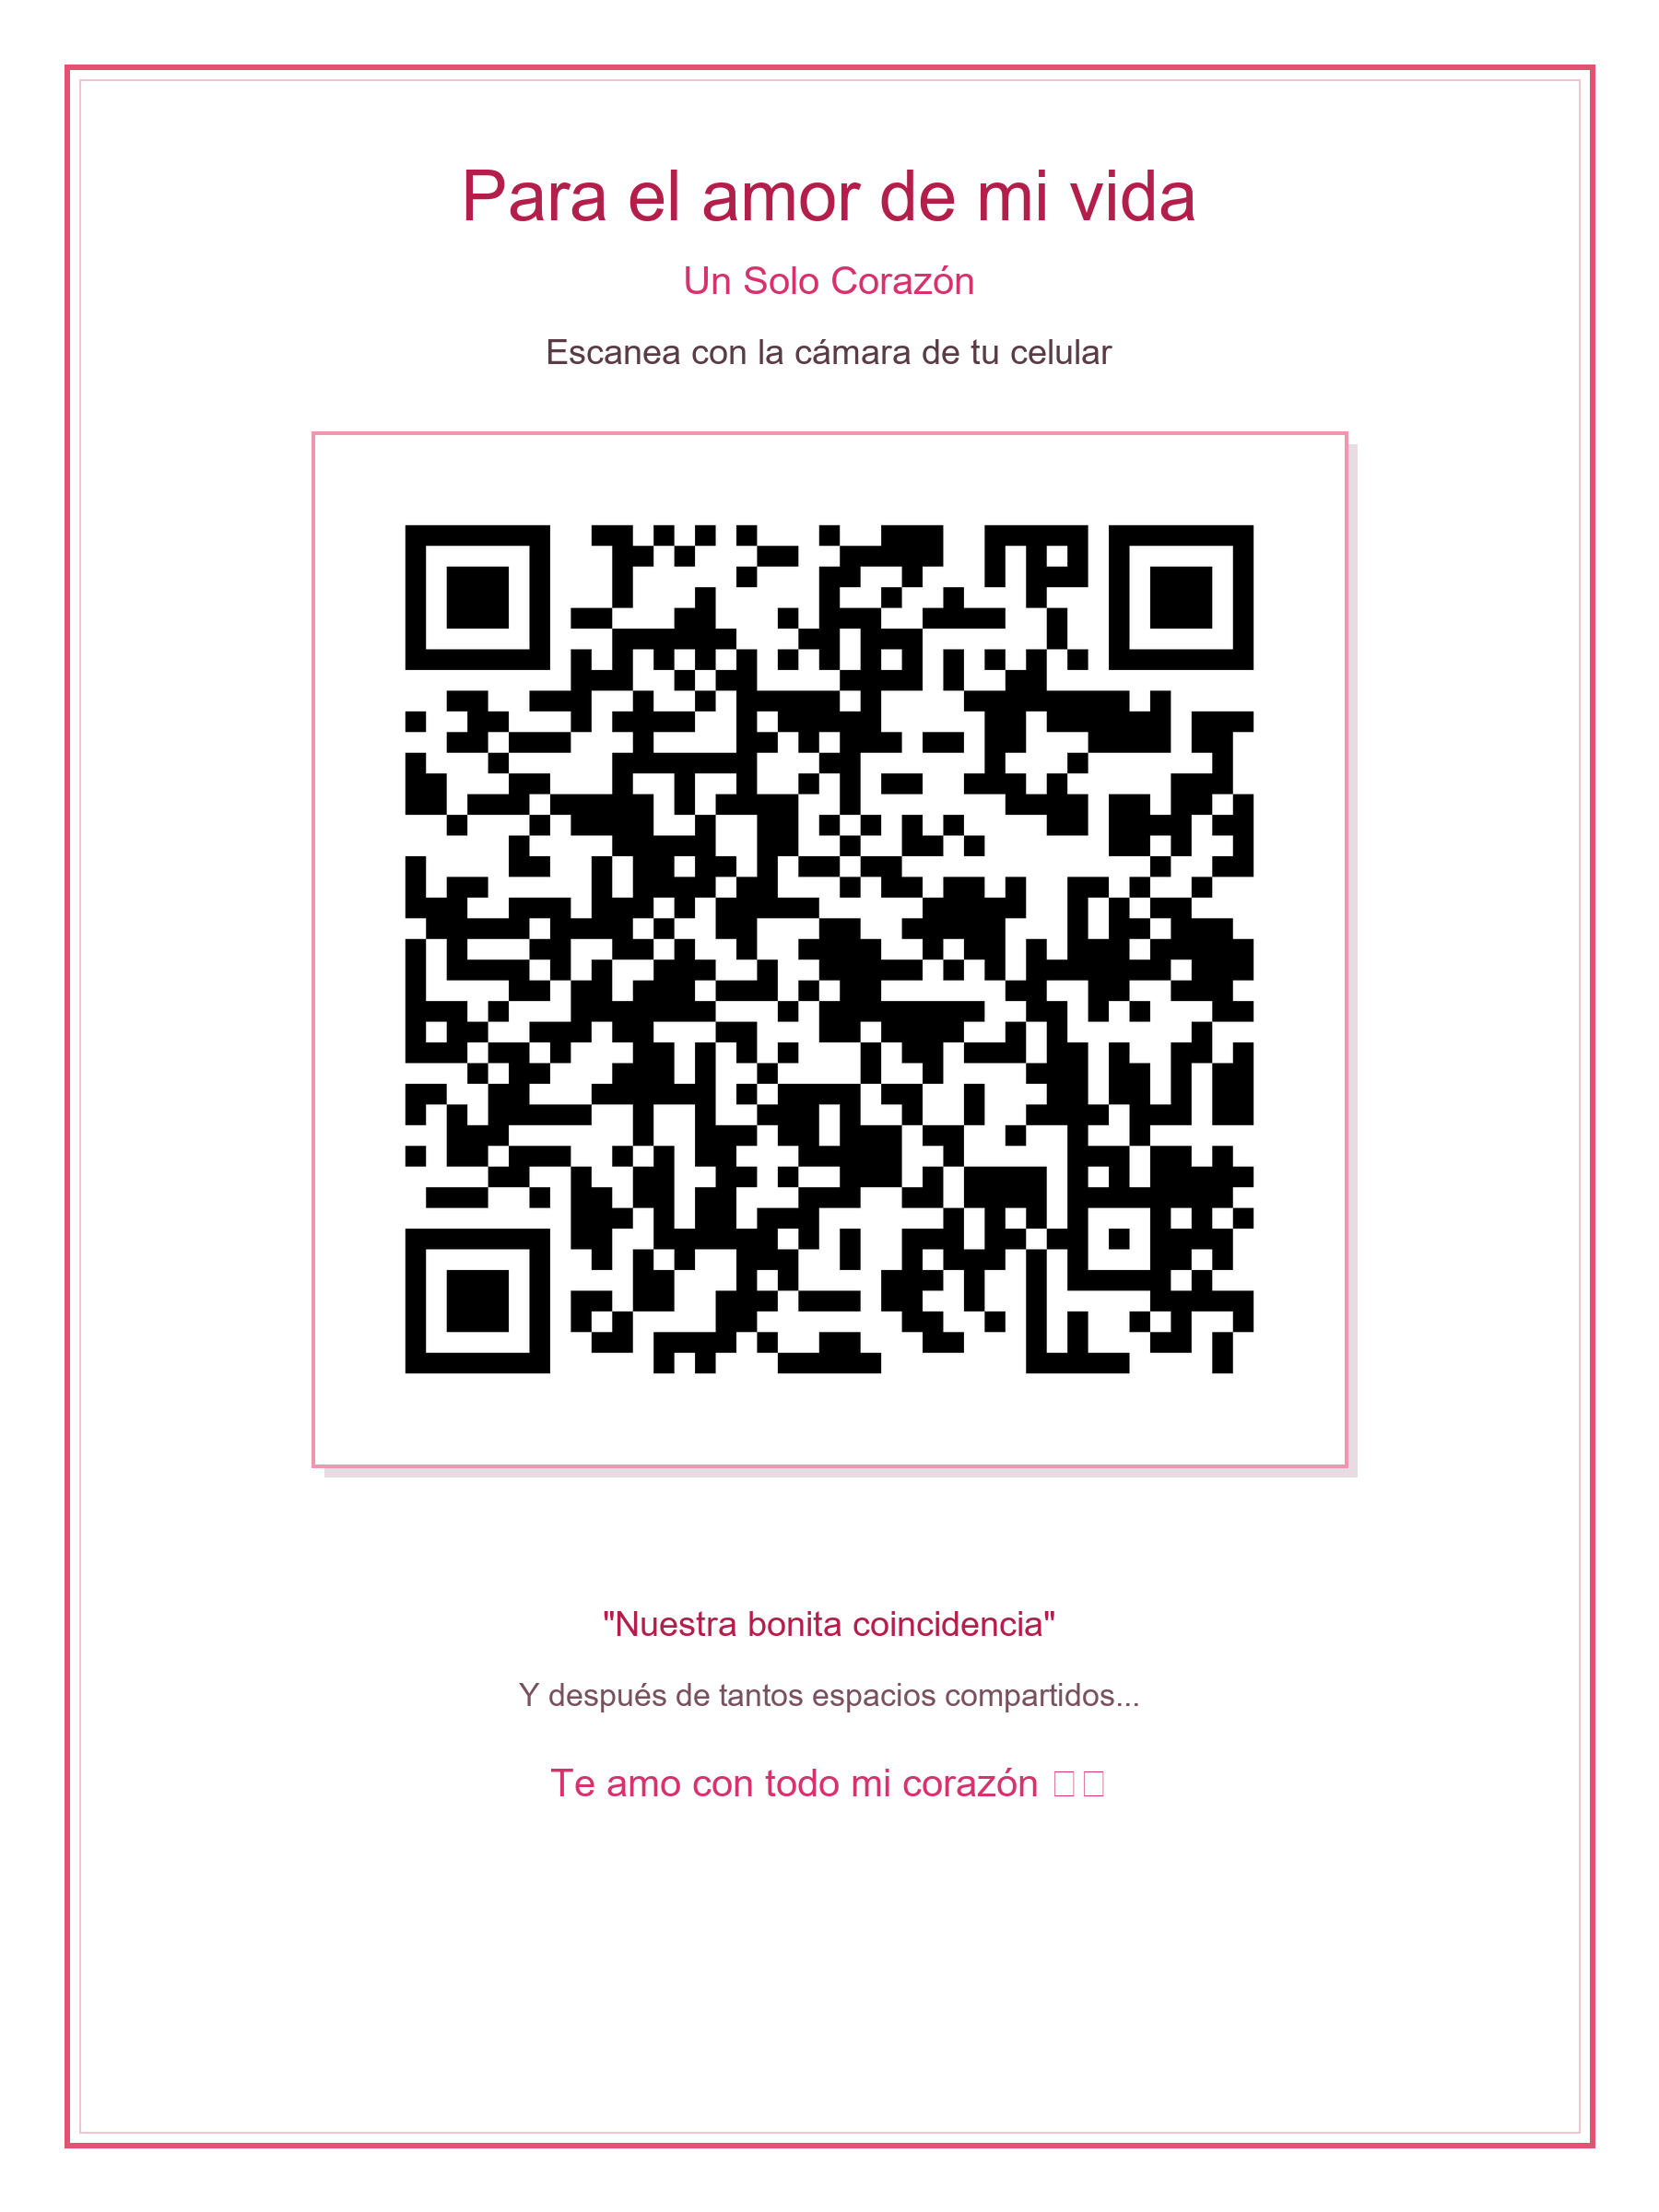 Para el amor de mi vida
Un Solo Corazón
Escanea con la cámara de tu celular
"Nuestra bonita coincidencia"
Y después de tantos espacios compartidos...
Te amo con todo mi corazón